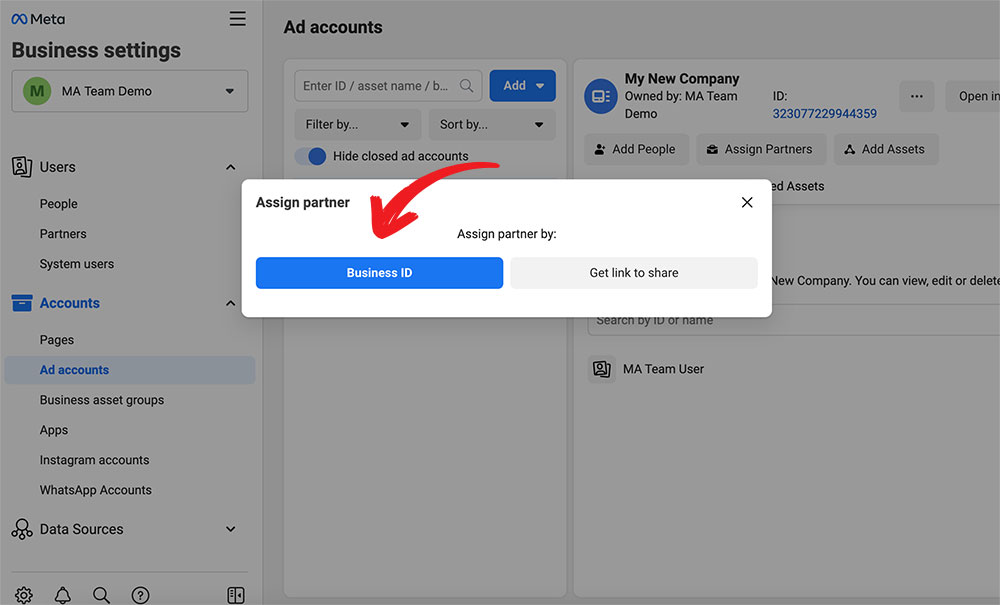 Meta
Business settings
M
MA Team Demo
Users
People
Partners
System users
Accounts
Pages
Ad accounts
Business asset groups
Apps
Instagram accounts
WhatsApp Accounts
Data Sources
?
Ad accounts
Enter ID / asset name / b...
Add
Filter by...
Sort by...
Hide closed ad accounts
My New Company
Owned by: MA Team
Demo
ID:
323077229944359
...
Open in
Add People
Assign Partners
Add Assets
ed Assets
Assign partner
Assign partner by:
Business ID
Get link to share
New Company. You can view, edit or delete
Search by ID or name
MA Team User